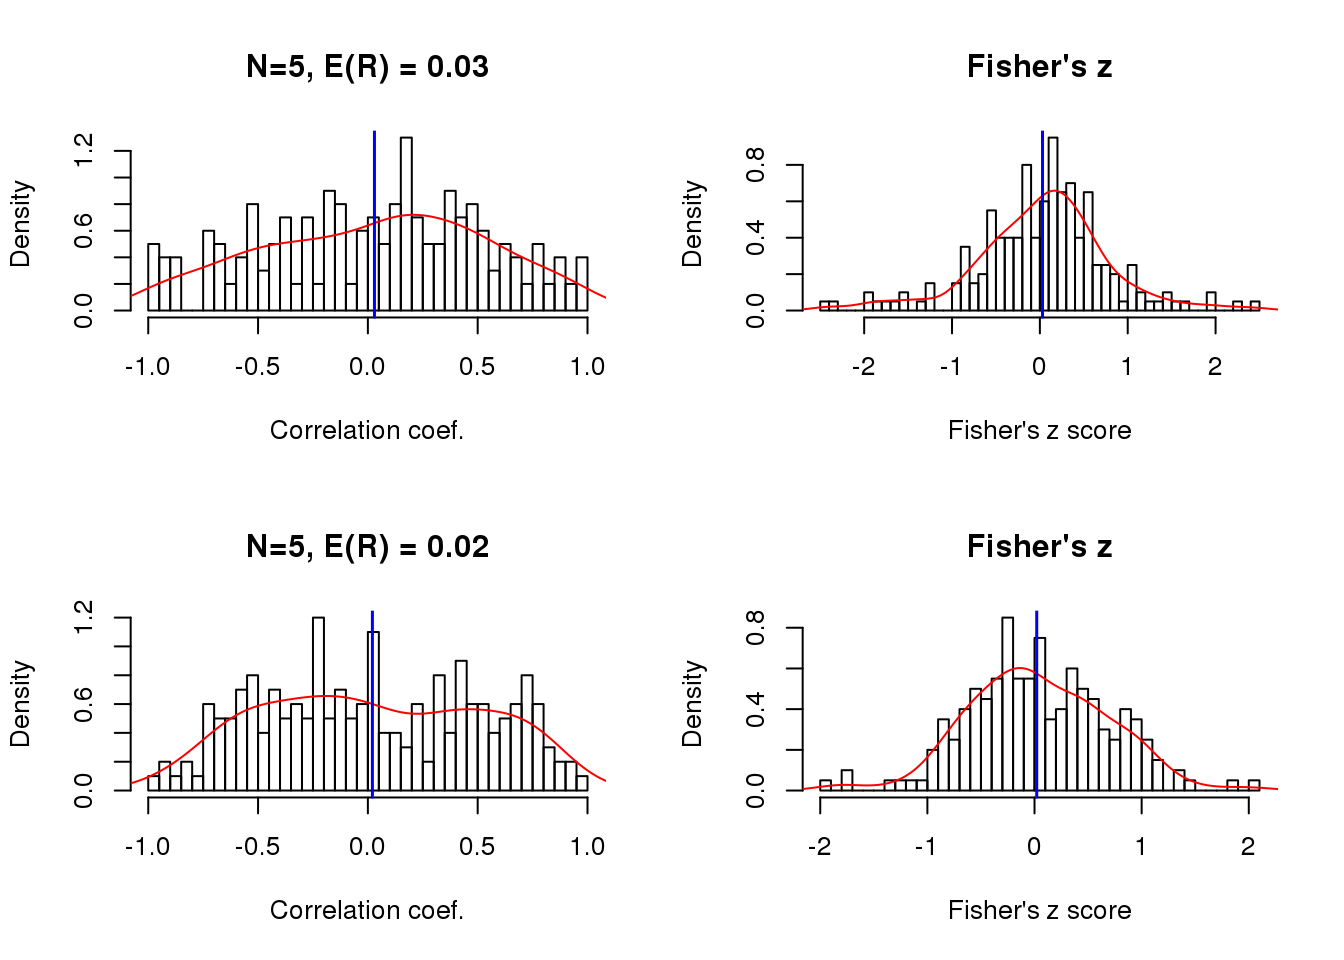 N=5, E(R) = 0.03
Density
0.0 0.6 1.2
-1.0 -0.5 0.0 0.5 1.0
Correlation coef.
Fisher's z
Density
0.0 0.4 0.8
-2 -1 0 1 2
Fisher's z score
N=5, E(R) = 0.02
Density
0.0 0.6 1.2
-1.0 -0.5 0.0 0.5 1.0
Correlation coef.
Fisher's z
Density
0.0 0.4 0.8
-2 -1 0 1 2
Fisher's z score